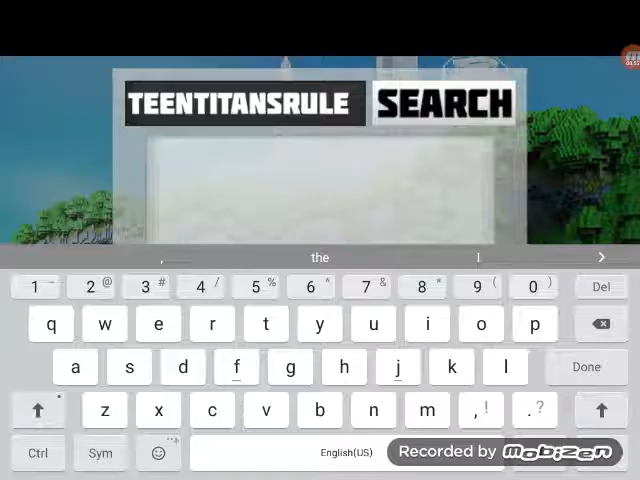 TEENTITANSRULE SEARCH
, the I >
1 - 2 @ 3 # 4 / 5 % 6 ^ 7 & 8 * 9 ( 0 ) Del
q w e r t y u i o p
a s d f g h j k l Done
z x c v b n m , ! . ?
Ctrl Sym English(US) Recorded by mobizen